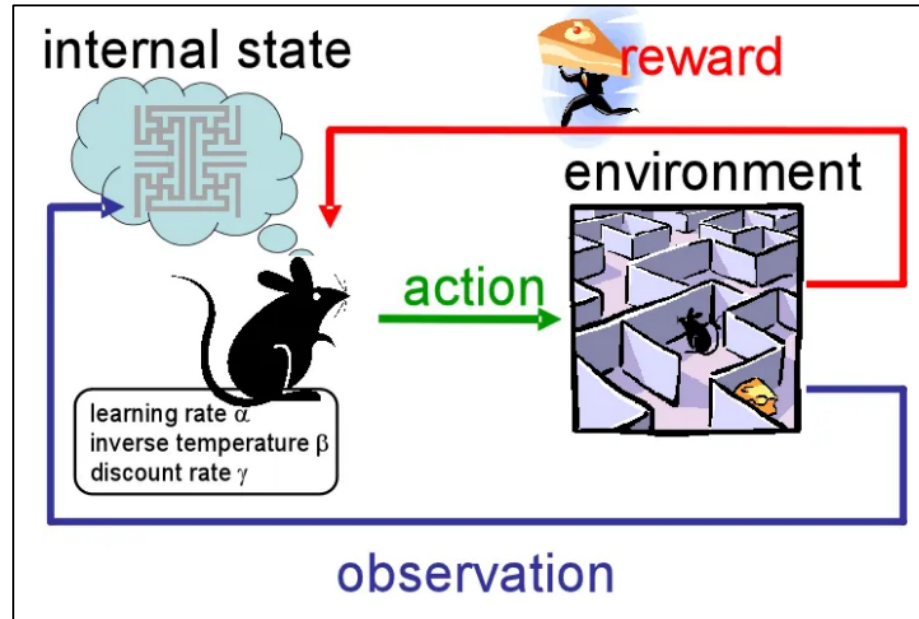 internal state
reward
environment
action
learning rate α
inverse temperature β
discount rate γ
observation